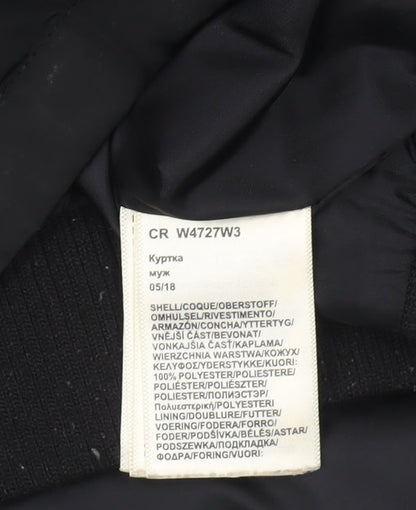 CR W4727W3
Куртка
муж
05/18
SHELL/COQUE/OBERSTOFF/
OMHULSEL/RIVESTIMENTO/
ARMAZÓN/CONCHA/YTTERTYG/
VNĚJŠÍ ČÁST/BEVONAT/
VONKAJŠIA ČASŤ/KAPLAMA/
WIERZCHNIA WARSTWA/КОЖУХ/
ΚΕΛΥΦΟΣ/YDERSTYKKE/KUORI:
100% POLYESTER/POLIESTERE/
POLIÉSTER/POLIÉSZTER/
POLIESTER/ПОЛИЭСТЭР/
Πολυεστερική/POLYESTERI
LINING/DOUBLURE/FUTTER/
VOERING/FODERA/FORRO/
FODER/PODŠÍVKA/BÉLÉS/ASTAR/
PODSZEWKA/ПОДКЛАДКА/
ΦΟΔΡΑ/FORING/VUORI: